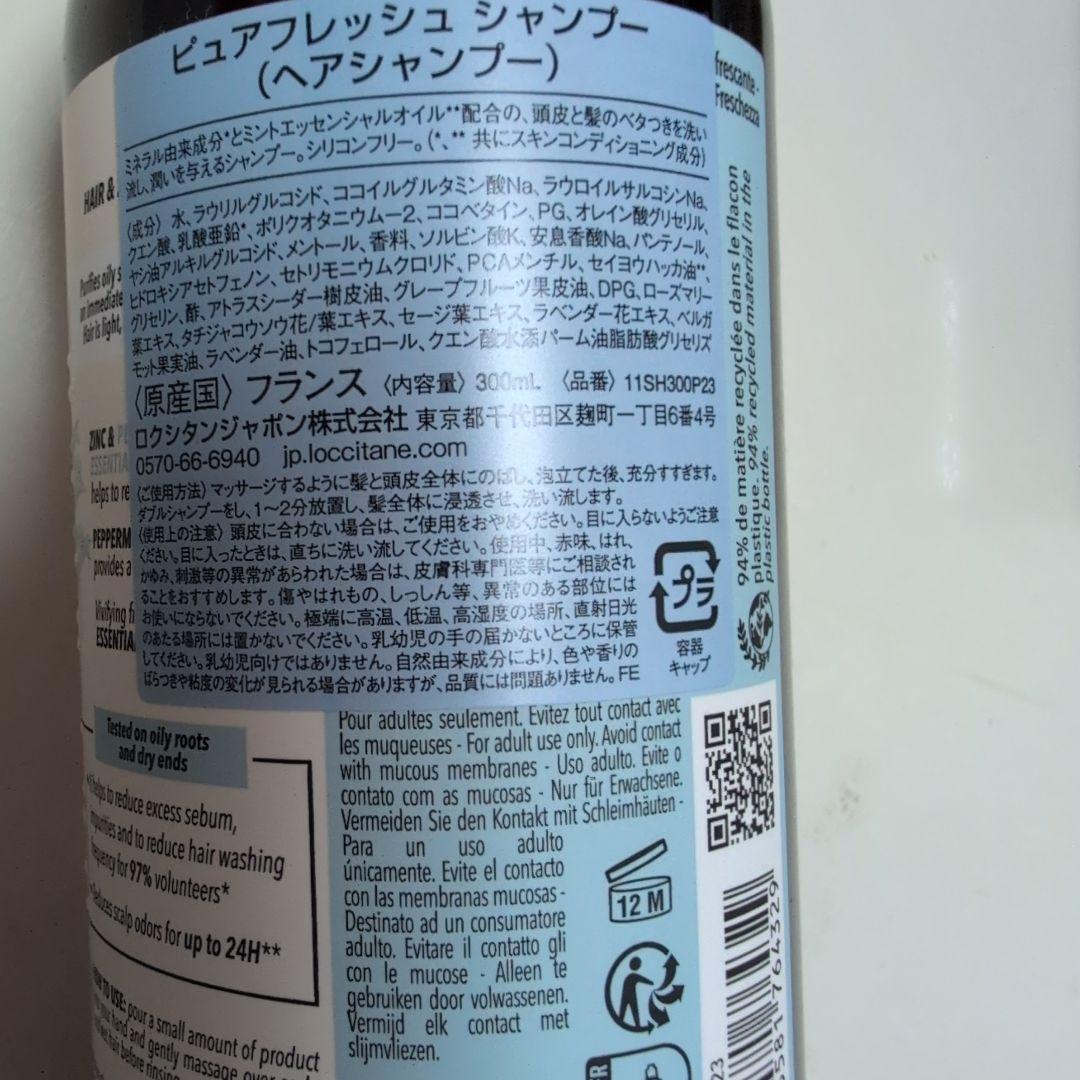 ピュアフレッシュ シャンプー
(ヘアシャンプー)
ミネラル由来成分*とミントエッセンシャルオイル**配合の、頭皮と髪のベタつきを洗い
流し、潤いを与えるシャンプー。シリコンフリー。(*、** 共にスキンコンディショニング成分)
〈成分〉 水、ラウリルグルコシド、ココイルグルタミン酸Na、ラウロイルサルコシンNa、
クエン酸、乳酸亜鉛*、ポリクオタニウムー2、ココベタイン、PG、オレイン酸グリセリル、
ヤシ油アルキルグルコシド、メントール、香料、ソルビン酸K、安息香酸Na、パンテノール、
ヒドロキシアセトフェノン、セトリモニウムクロリド、PCAメンチル、セイヨウハッカ油**、
グリセリン、酢、アトラスシーダー樹皮油、グレープフルーツ果皮油、DPG、ローズマリー
葉エキス、タチジャコウソウ花/葉エキス、セージ葉エキス、ラベンダー花エキス、ベルガ
モット果実油、ラベンダー油、トコフェロール、クエン酸水添パーム油脂肪酸グリセリズ
〈原産国〉 フランス 〈内容量〉 300mL 〈品番〉 11SH300P23
ロクシタンジャポン株式会社 東京都千代田区麹町一丁目6番4号
0570-66-6940 jp.loccitane.com
〈ご使用方法〉マッサージするように髪と頭皮全体にのばし、泡立てた後、充分すすぎます。
ダブルシャンプーをし、1〜2分放置し、髪全体に浸透させ、洗い流します。
〈使用上の注意〉 頭皮に合わない場合は、ご使用をおやめください。目に入らないようご注意
ください。目に入ったときは、直ちに洗い流してください。使用中、赤味、はれ、
かゆみ、刺激等の異常があらわれた場合は、皮膚科専門医等にご相談され
ることをおすすめします。傷やはれもの、しっしん等、異常のある部位には
お使いにならないでください。極端に高温、低温、高湿度の場所、直射日光
のあたる場所には置かないでください。乳幼児の手の届かないところに保管
してください。乳幼児向けではありません。自然由来成分により、色や香りの
ばらつきや粘度の変化が見られる場合がありますが、品質には問題ありません。FE
プラ
容器
キャップ
frescante -
Freschezza
94% de matière recyclée dans le flacon
plastique. 94% recycled material in the
plastic bottle.
HAIR &
Purifies oily s
an immediate
Hair is light,
ZINC & PE
ESSENTIA
helps to re
PEPPERM
provides a
Vivifying fr
ESSENTIA
Tested on oily roots
and dry ends
helps to reduce excess sebum,
impurities and to reduce hair washing
frequency for 97% volunteers*
scalp odors for up to 24H**
TO USE: pour a small amount of product
your hand and gently massage over
hair before rinsing
Pour adultes seulement. Evitez tout contact avec
les muqueuses - For adult use only. Avoid contact
with mucous membranes - Uso adulto. Evite o
contato com as mucosas - Nur für Erwachsene.
Vermeiden Sie den Kontakt mit Schleimhäuten -
Para un uso adulto
únicamente. Evite el contacto
con las membranas mucosas -
Destinato ad un consumatore
adulto. Evitare il contatto gli
con le mucose - Alleen te
gebruiken door volwassenen.
Vermijd elk contact met
slijmvliezen.
12 M
581 764329